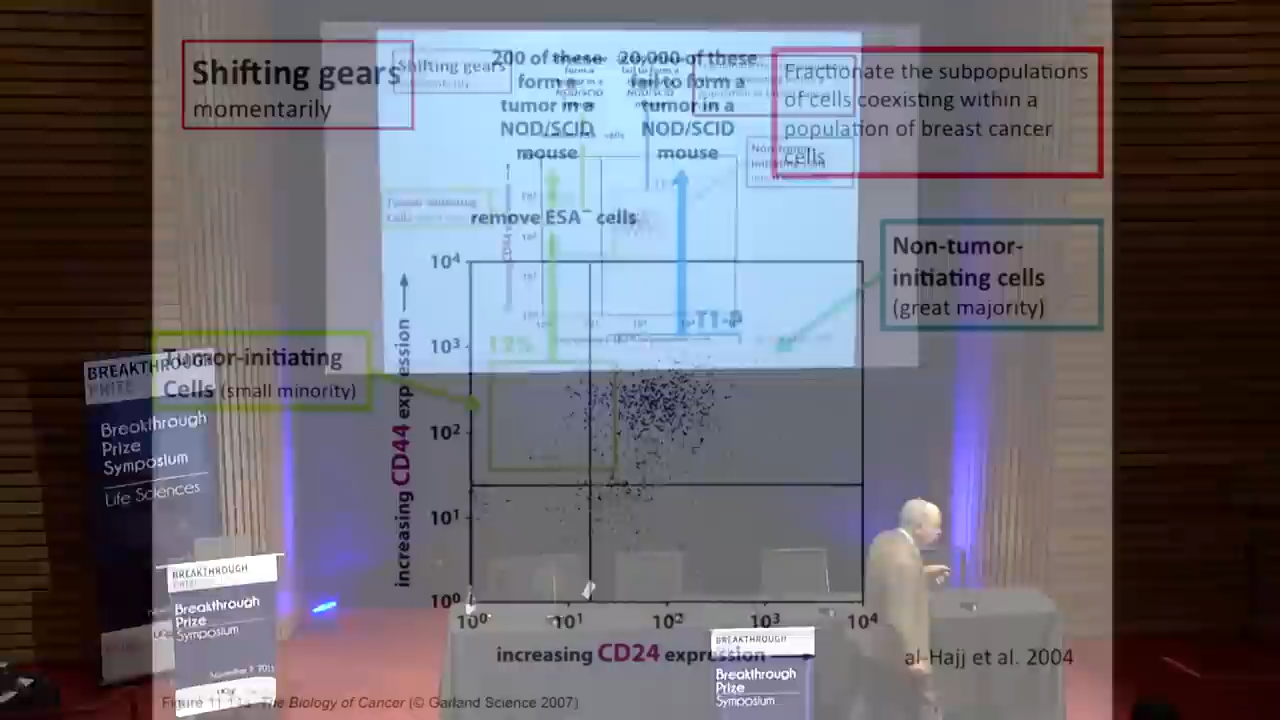 Shifting gears
momentarily
200 of these
form a
tumor in a
NOD/SCID
mouse
20,000 of these
fail to form a
tumor in a
NOD/SCID
mouse
Fractionate the subpopulations
of cells coexisting within a
population of breast cancer
cells
Shifting gears
remove ESA⁻ cells
Non-tumor-
initiating cells
(great majority)
T1-P
12%
Tumor-initiating
Cells (small minority)
increasing CD44 expression
10⁴
10³
10²
10¹
10⁰
10⁰
10¹
10²
10³
10⁴
increasing CD24 expression
al-Hajj et al. 2004
The Biology of Cancer (© Garland Science 2007)
BREAKTHROUGH
PRIZE
Breakthrough
Prize
Symposium
Life Sciences
BREAKTHROUGH
Breakthrough
Prize
Symposium
BREAKTHROUGH
Breakthrough
Prize
Symposium